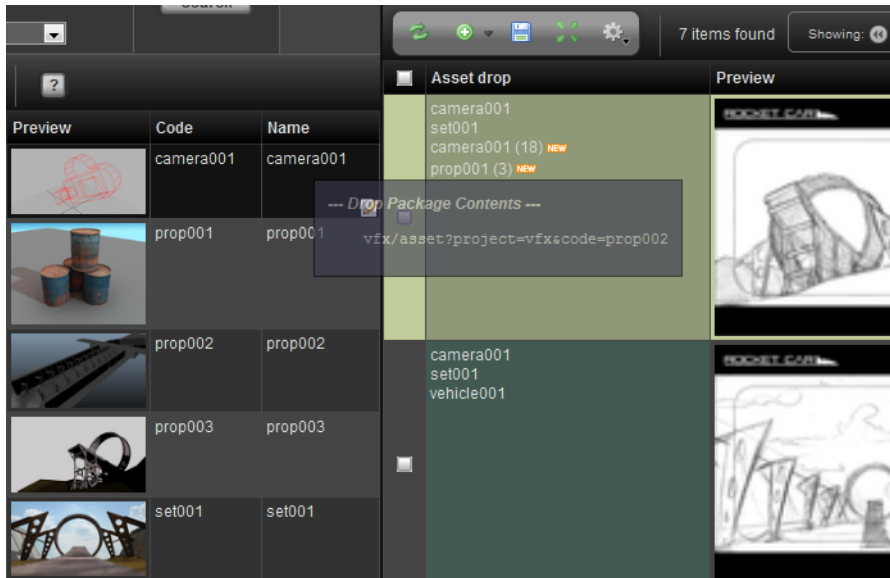 Search
7 items found
Showing:
?
Preview
Code
Name
camera001
camera001
prop001
prop001
prop002
prop002
prop003
prop003
set001
set001
Asset drop
Preview
camera001
set001
camera001 (18) NEW
prop001 (3) NEW
--- Drop Package Contents ---
vfx/asset?project=vfx&code=prop002
ROCKET CAR
camera001
set001
vehicle001
ROCKET CAR